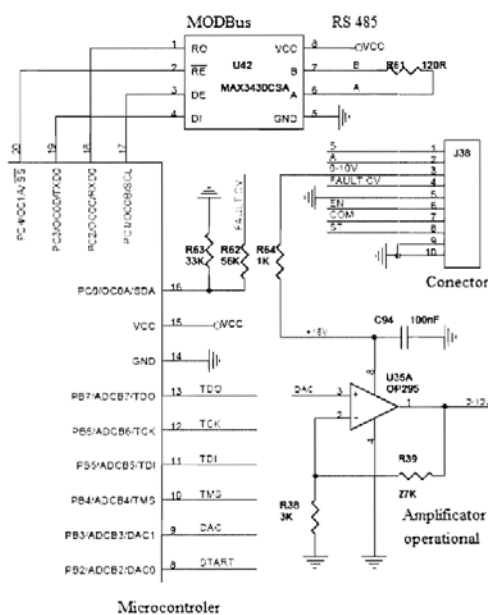 MODBus RS 485
1 RO VCC 8 VCC
U42
2 RE B 7 B R61 120R
MAX3430CSA
3 DE A 6 A
4 DI GND 5
20 19 18 17
PC4/OC1A/SS
PC3/OC0D/TXD0
PC2/OC0C/RXD0
PC1/OC0B/SCL
FAULT CV
S 1 J38
A 2
0-10V 3
FAULT CV 4
5
EN 6
COM 7
ST 8
9
10
Conector
R63
33K
R62
56K
R64
1K
PC0/OC0A/SDA 16
VCC 15 VCC
GND 14
C94 100nF
U35A
OP295
8
DAC 3
2
1
4
PB7/ADCB7/TDO 13 TDO
PB6/ADCB6/TCK 12 TCK
PB5/ADCB5/TDI 11 TDI
PB4/ADCB4/TMS 10 TMS
PB3/ADCB3/DAC1 9 DAC
PB2/ADCB2/DAC0 8 START
R39
27K
R38
3K
Amplificator
operational
Microcontroler